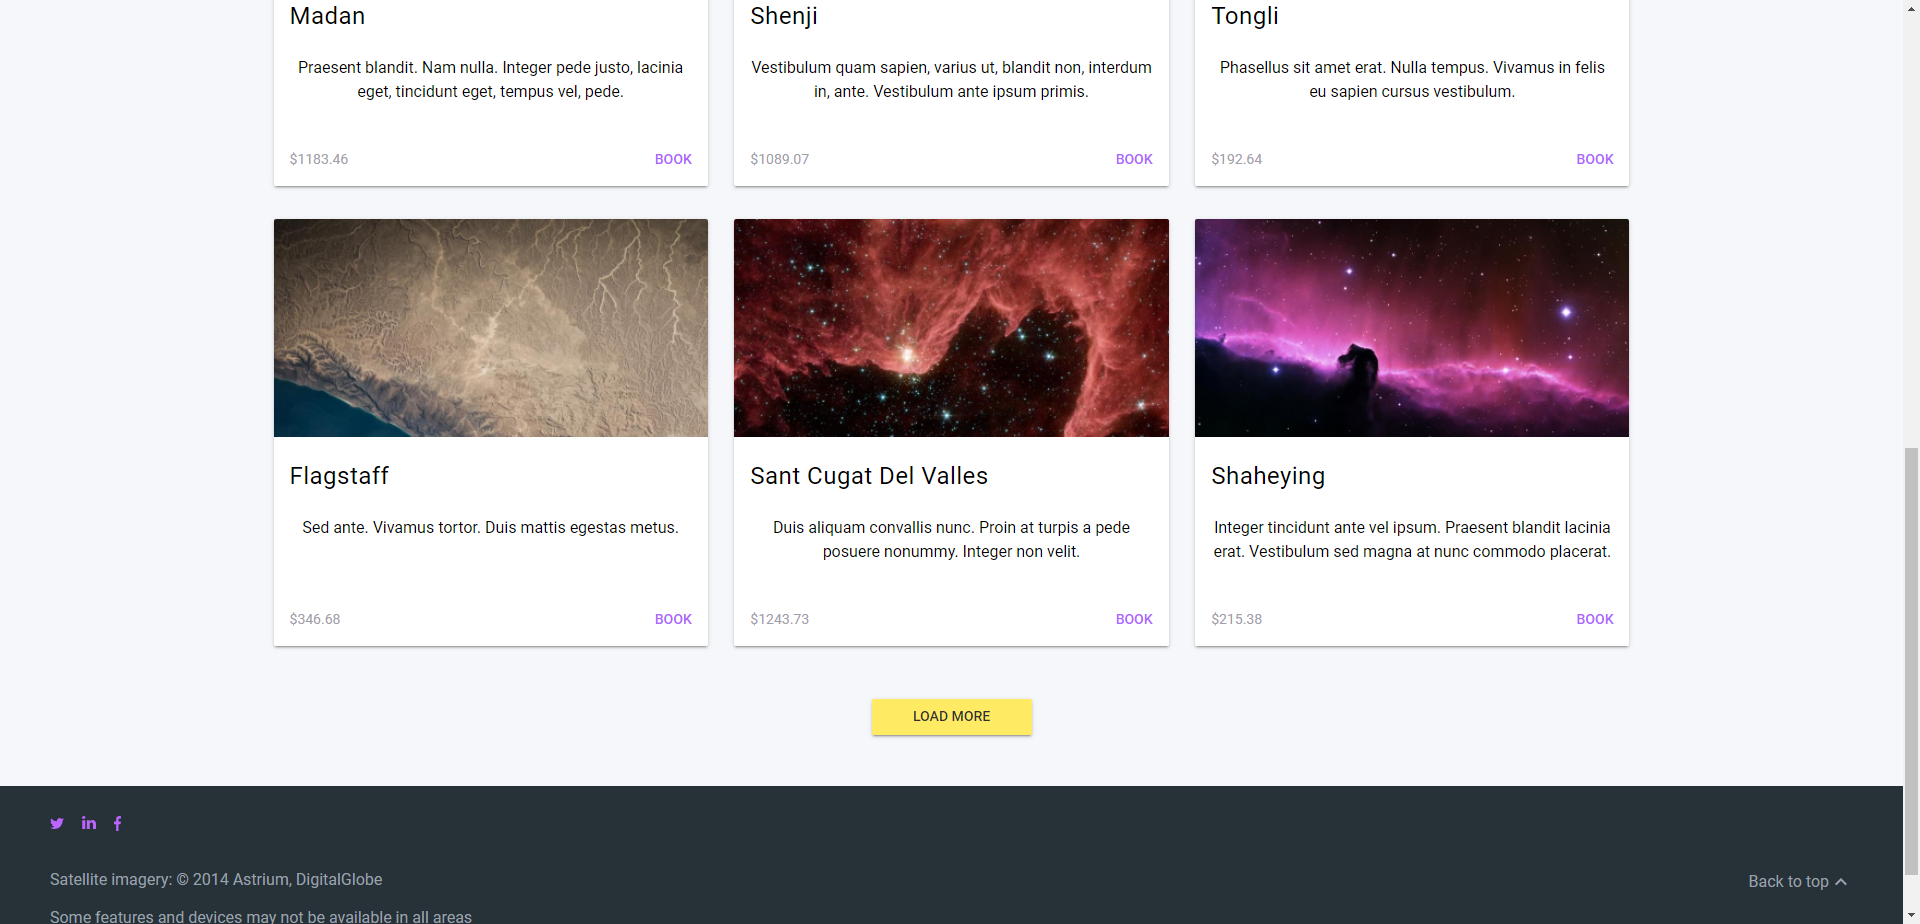 Madan
Praesent blandit. Nam nulla. Integer pede justo, lacinia
eget, tincidunt eget, tempus vel, pede.
$1183.46
BOOK
Shenji
Vestibulum quam sapien, varius ut, blandit non, interdum
in, ante. Vestibulum ante ipsum primis.
$1089.07
BOOK
Tongli
Phasellus sit amet erat. Nulla tempus. Vivamus in felis
eu sapien cursus vestibulum.
$192.64
BOOK
Flagstaff
Sed ante. Vivamus tortor. Duis mattis egestas metus.
$346.68
BOOK
Sant Cugat Del Valles
Duis aliquam convallis nunc. Proin at turpis a pede
posuere nonummy. Integer non velit.
$1243.73
BOOK
Shaheying
Integer tincidunt ante vel ipsum. Praesent blandit lacinia
erat. Vestibulum sed magna at nunc commodo placerat.
$215.38
BOOK
LOAD MORE
Satellite imagery: © 2014 Astrium, DigitalGlobe
Back to top
Some features and devices may not be available in all areas